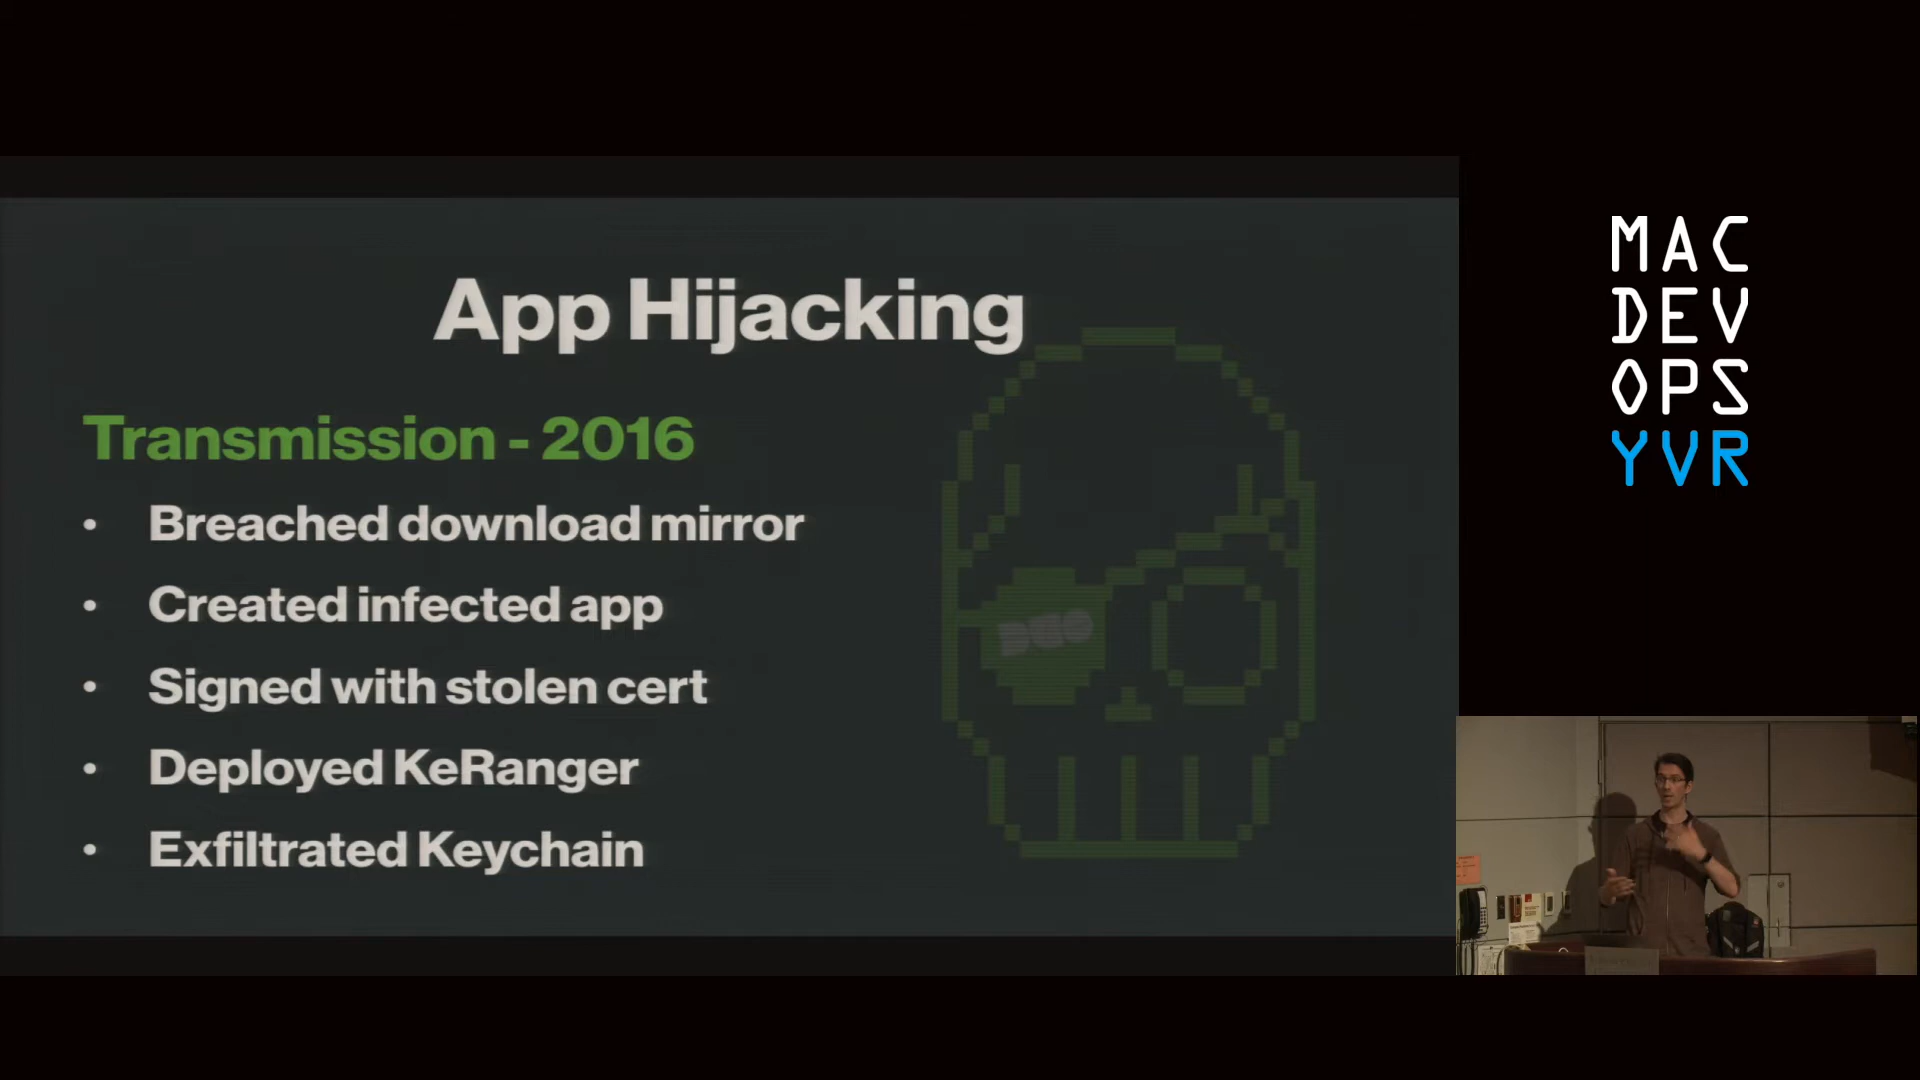 App Hijacking
Transmission - 2016
• Breached download mirror
• Created infected app
• Signed with stolen cert
• Deployed KeRanger
• Exfiltrated Keychain
DUO
MAC
DEV
OPS
YVR